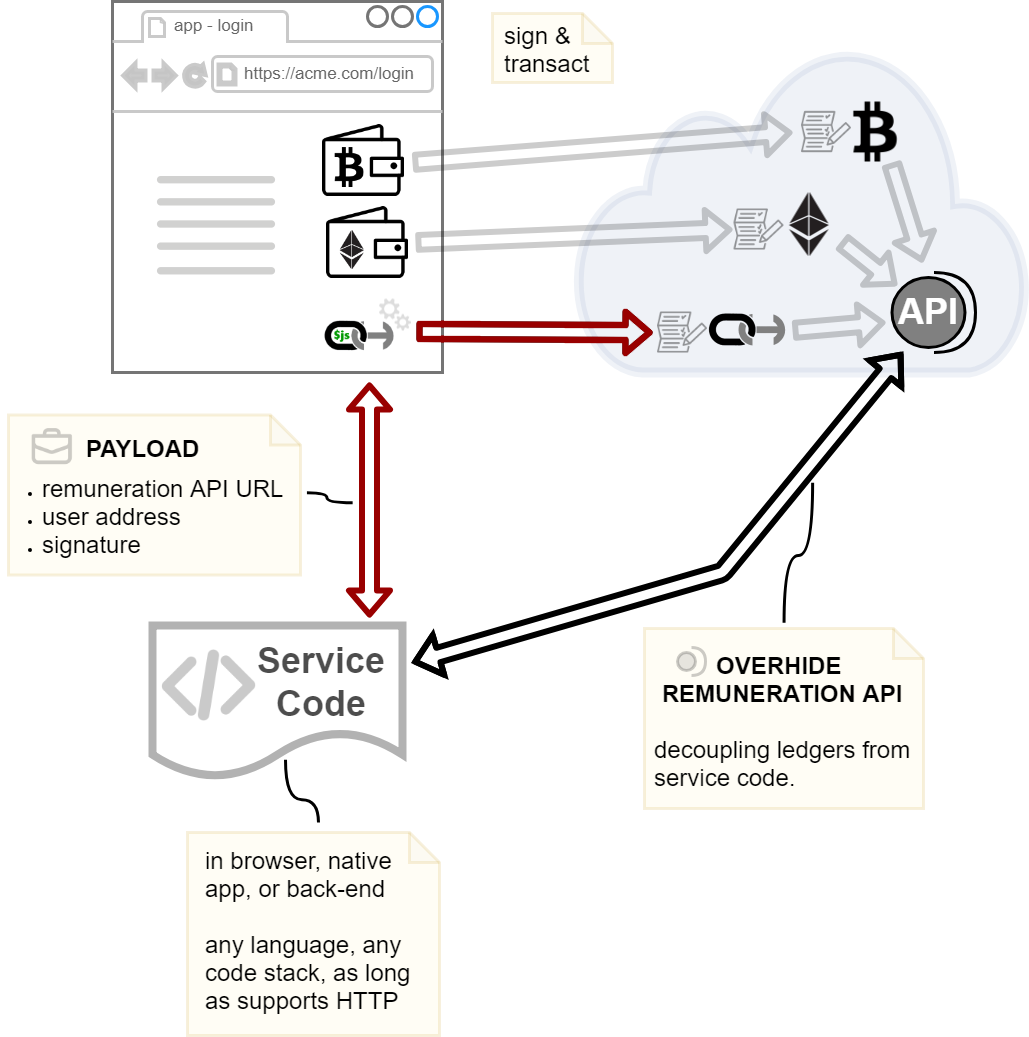 app - login
https://acme.com/login
sign &
transact
$js
API
PAYLOAD
• remuneration API URL
• user address
• signature
Service
Code
OVERHIDE
REMUNERATION API
decoupling ledgers from
service code.
in browser, native
app, or back-end
any language, any
code stack, as long
as supports HTTP